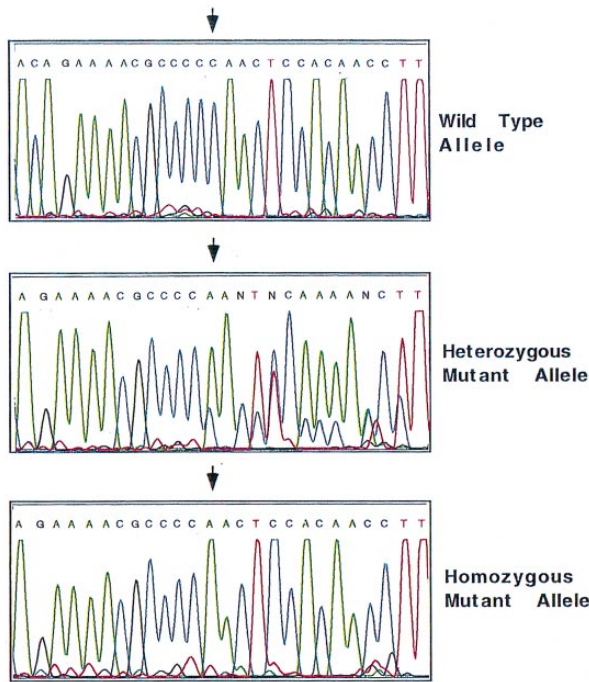 A C A G A A A A C G C C C C C A A C T C C A C A A C C T T
Wild Type
Allele
A G A A A A C G C C C C A A N T N C A A A A N C T T
Heterozygous
Mutant Allele
A G A A A A C G C C C C A A C T C C A C A A C C T T
Homozygous
Mutant Allele